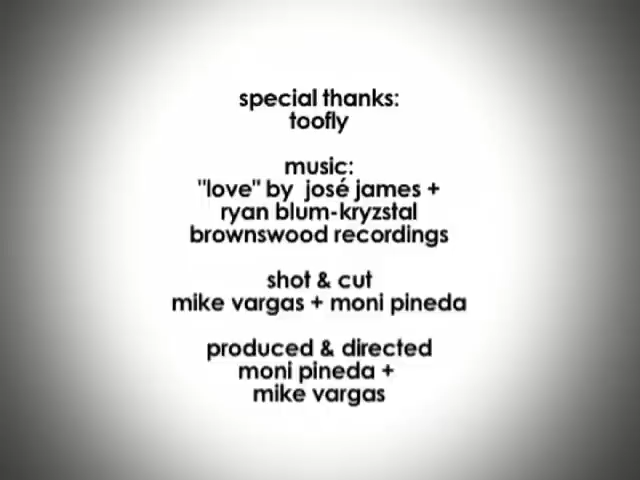 special thanks:
toofly
music:
"love" by josé james +
ryan blum-kryzstal
brownswood recordings
shot & cut
mike vargas + moni pineda
produced & directed
moni pineda +
mike vargas